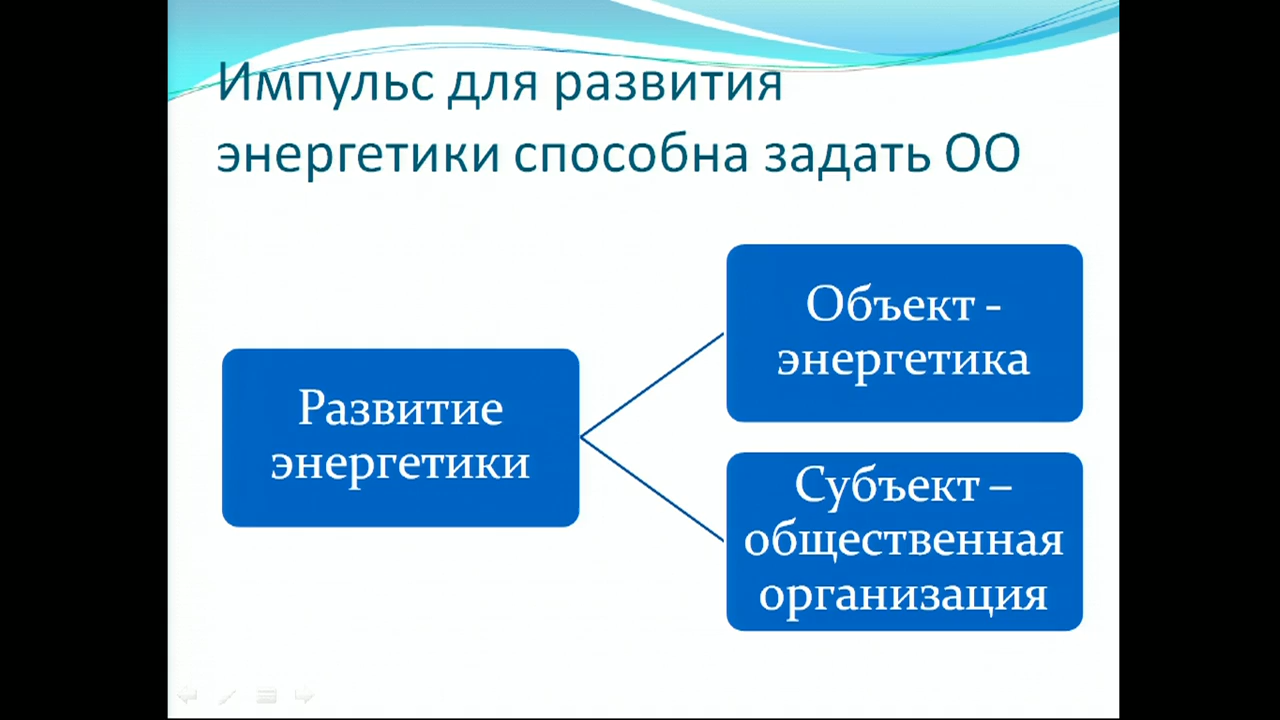 Импульс для развития
энергетики способна задать ОО
Развитие
энергетики
Объект -
энергетика
Субъект –
общественная
организация